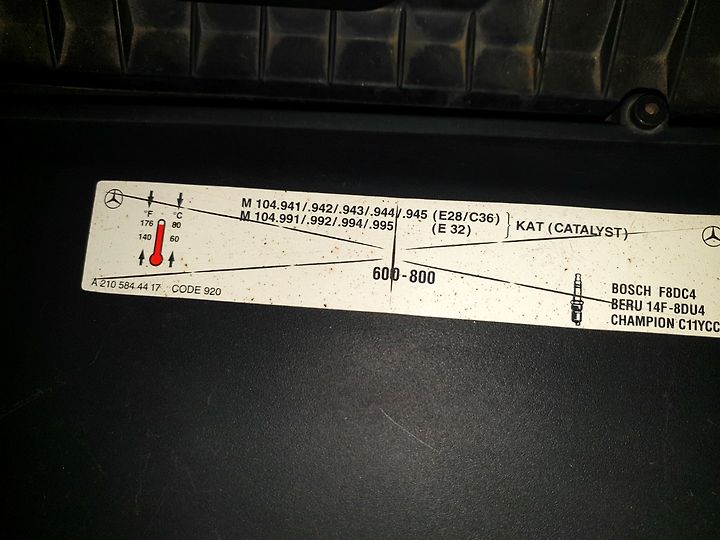 °F °C
176 80
140 60
M 104.941/.942/.943/.944/.945 (E28/C36)
M 104.991/.992/.994/.995 (E 32)
KAT (CATALYST)
600-800
A 210 584 44 17 CODE 920
BOSCH F8DC4
BERU 14F-8DU4
CHAMPION C11YCC